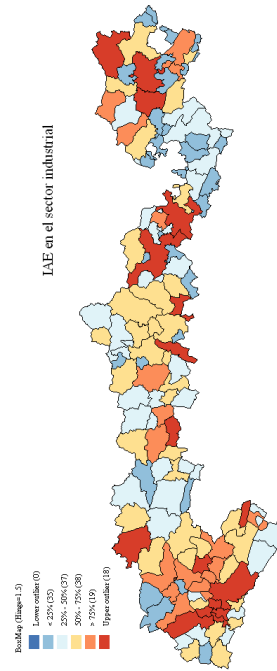 IAE en el sector industrial
BoxMap (Hinge=1.5)
Lower outlier (0)
< 25% (35)
25% - 50% (37)
50% - 75% (38)
> 75% (19)
Upper outlier (18)